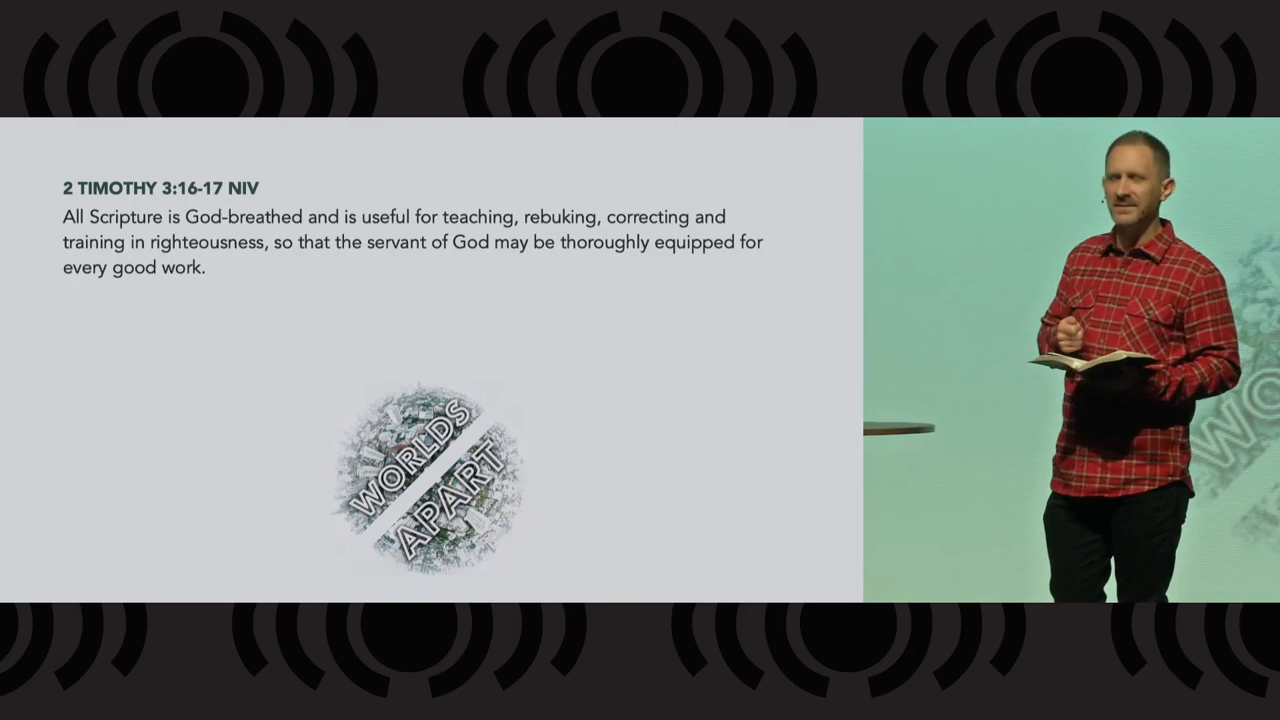 2 TIMOTHY 3:16-17 NIV
All Scripture is God-breathed and is useful for teaching, rebuking, correcting and
training in righteousness, so that the servant of God may be thoroughly equipped for
every good work.
WORLDS
APART
WO